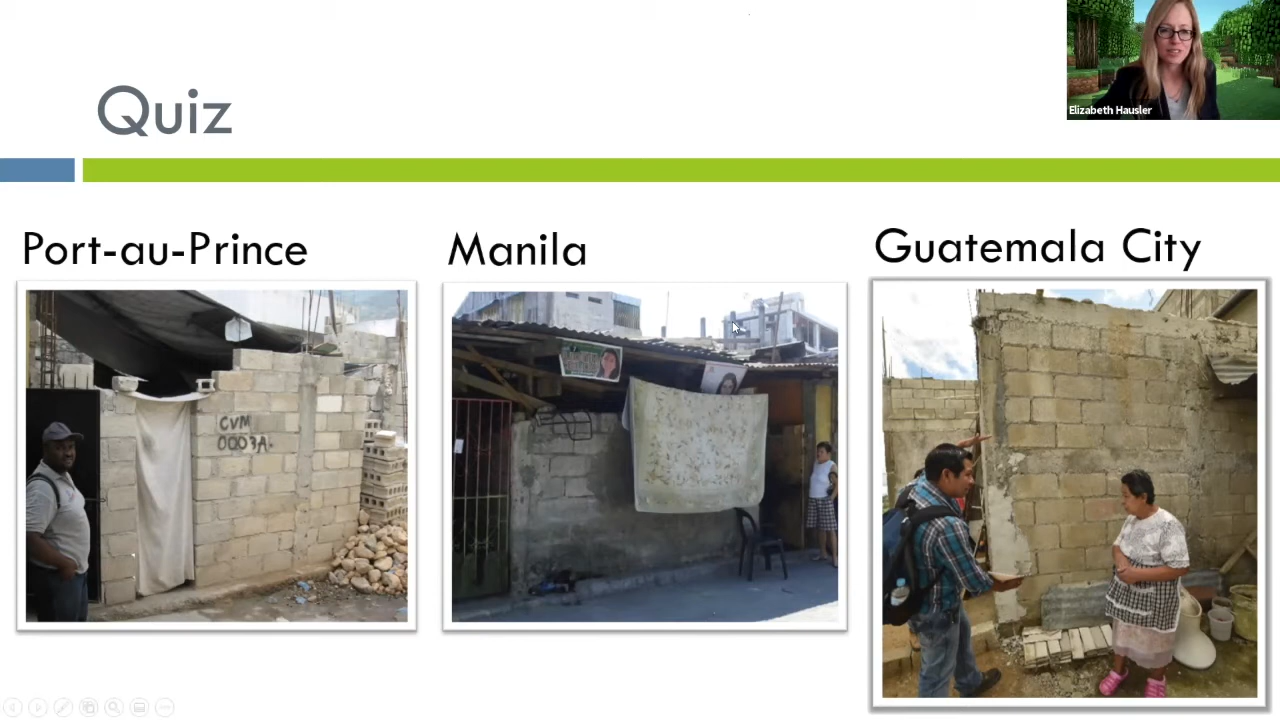 Quiz
Elizabeth Hausler
Port-au-Prince
Manila
Guatemala City
CVM
0003A.